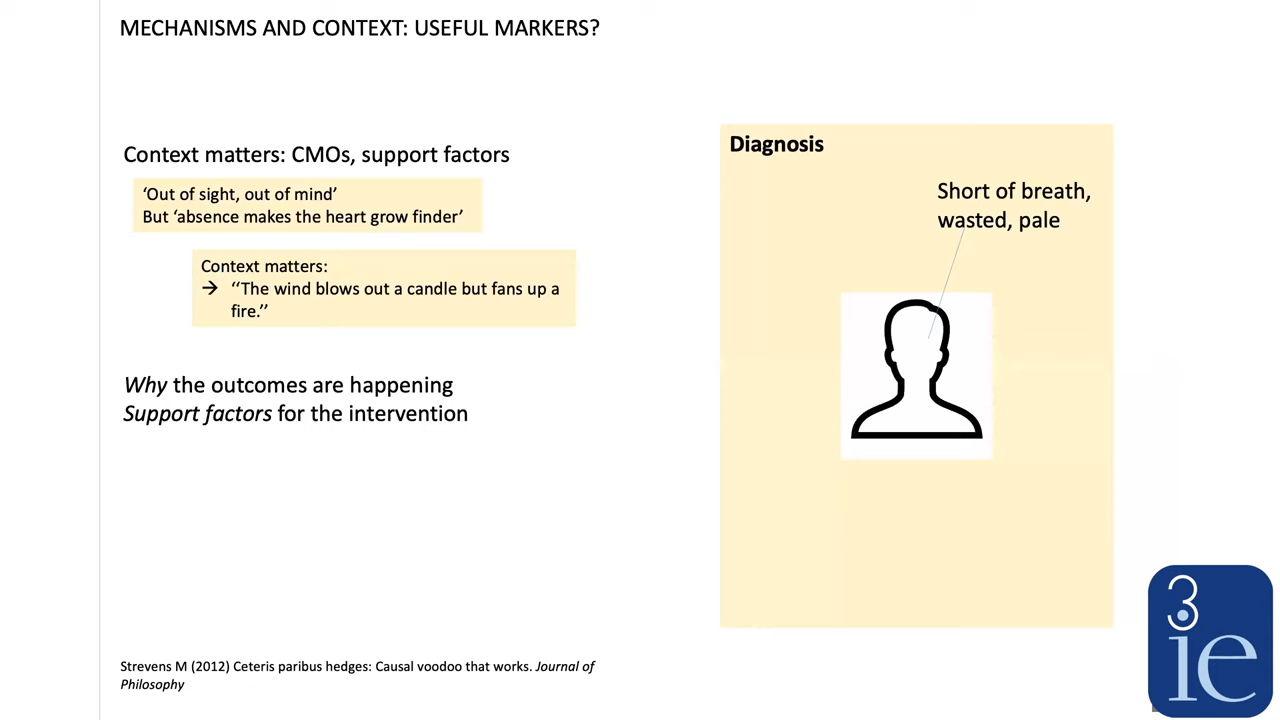 MECHANISMS AND CONTEXT: USEFUL MARKERS?
Context matters: CMOs, support factors
‘Out of sight, out of mind’
But ‘absence makes the heart grow finder’
Context matters:
→ ‘‘The wind blows out a candle but fans up a
fire.’’
Why the outcomes are happening
Support factors for the intervention
Strevens M (2012) Ceteris paribus hedges: Causal voodoo that works. Journal of
Philosophy
Diagnosis
Short of breath,
wasted, pale
3
ie